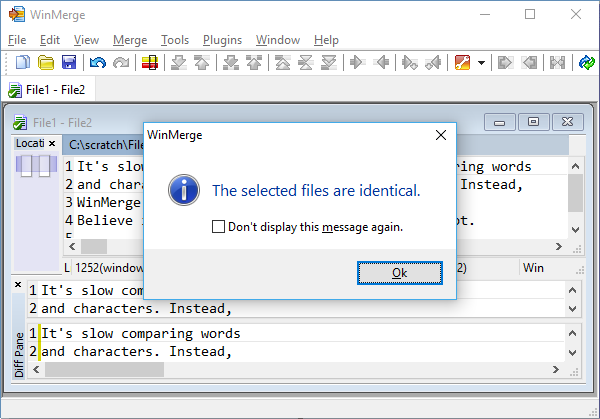 WinMerge
File Edit View Merge Tools Plugins Window Help
File1 - File2
File1 - File2
Locati × C:\scratch\File
WinMerge
The selected files are identical.
Don't display this message again.
Ok
1 It's slow comparing words
2 and chara Instead,
3 WinMerge
4 Believe ot.
5
L 1252(window 2) Win
1 It's slow com
2 and characters. Instead,
Diff Pane
1 It's slow comparing words
2 and characters. Instead,